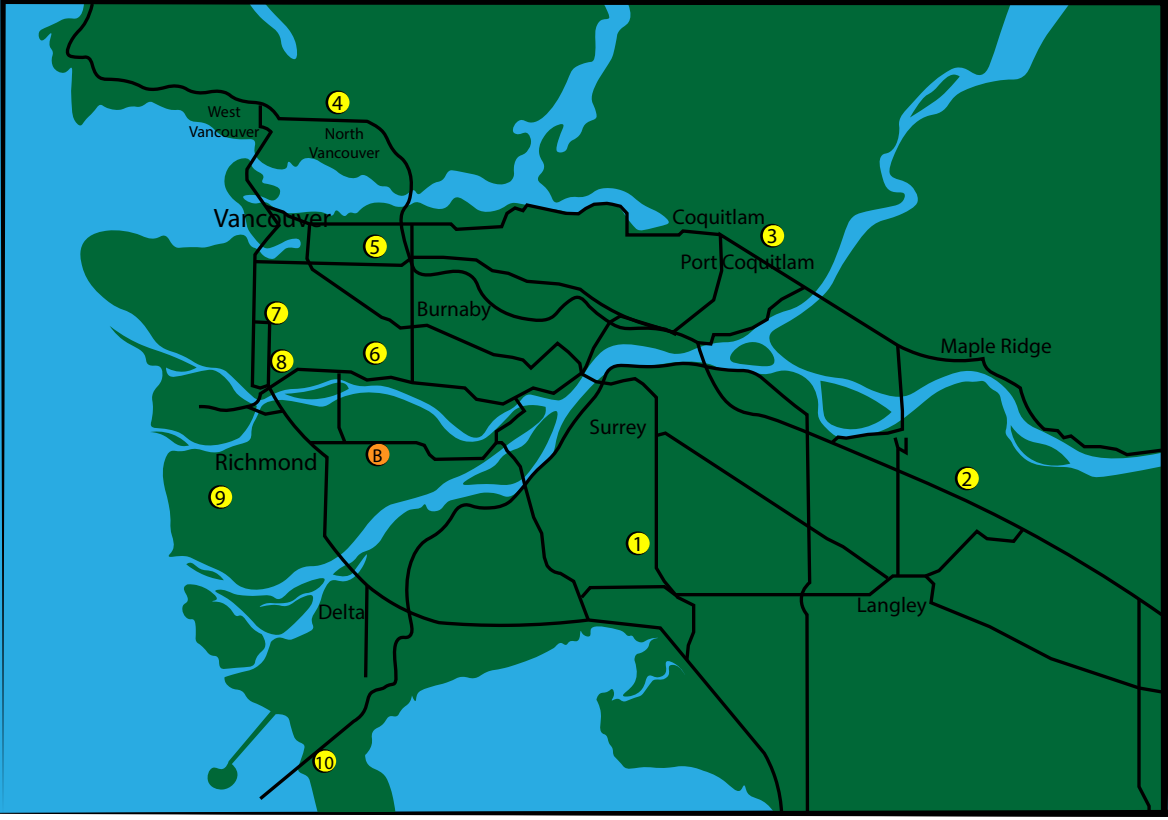 4
West
Vancouver
North
Vancouver
Vancouver
Coquitlam
3
5
Port Coquitlam
7
Burnaby
Maple Ridge
6
8
Surrey
B
Richmond
2
9
1
Langley
Delta
10